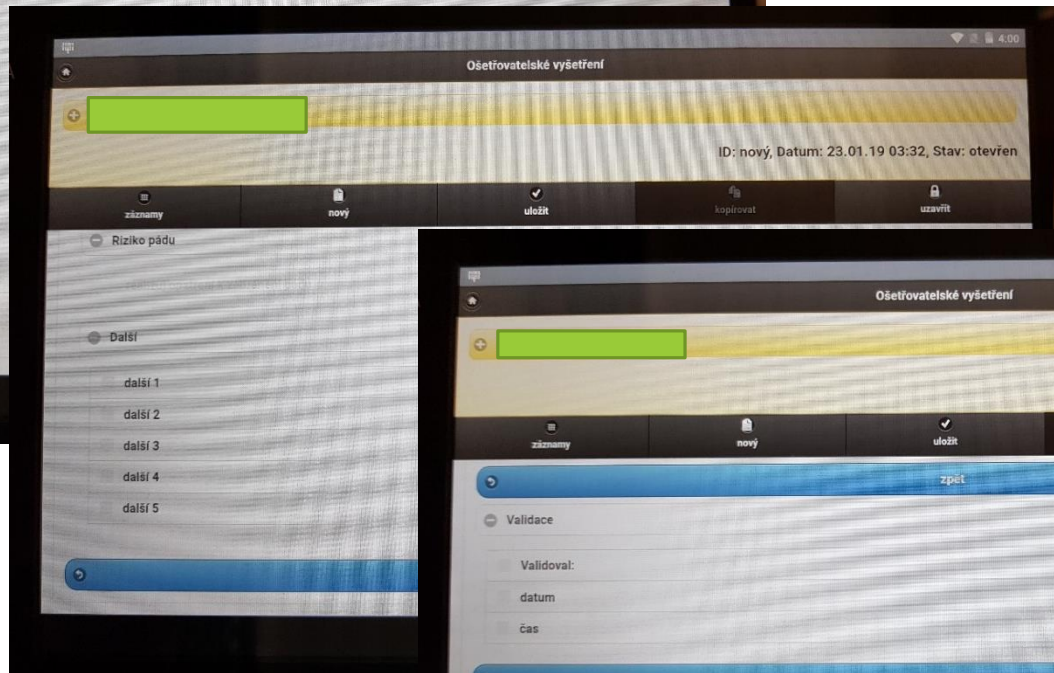 4:00
Ošetřovatelské vyšetření
ID: nový, Datum: 23.01.19 03:32, Stav: otevřen
záznamy nový uložit kopírovat uzavřít
Riziko pádu
Další
další 1
další 2
další 3
další 4
další 5
Ošetřovatelské vyšetření
záznamy nový uložit
zpět
Validace
Validoval:
datum
čas